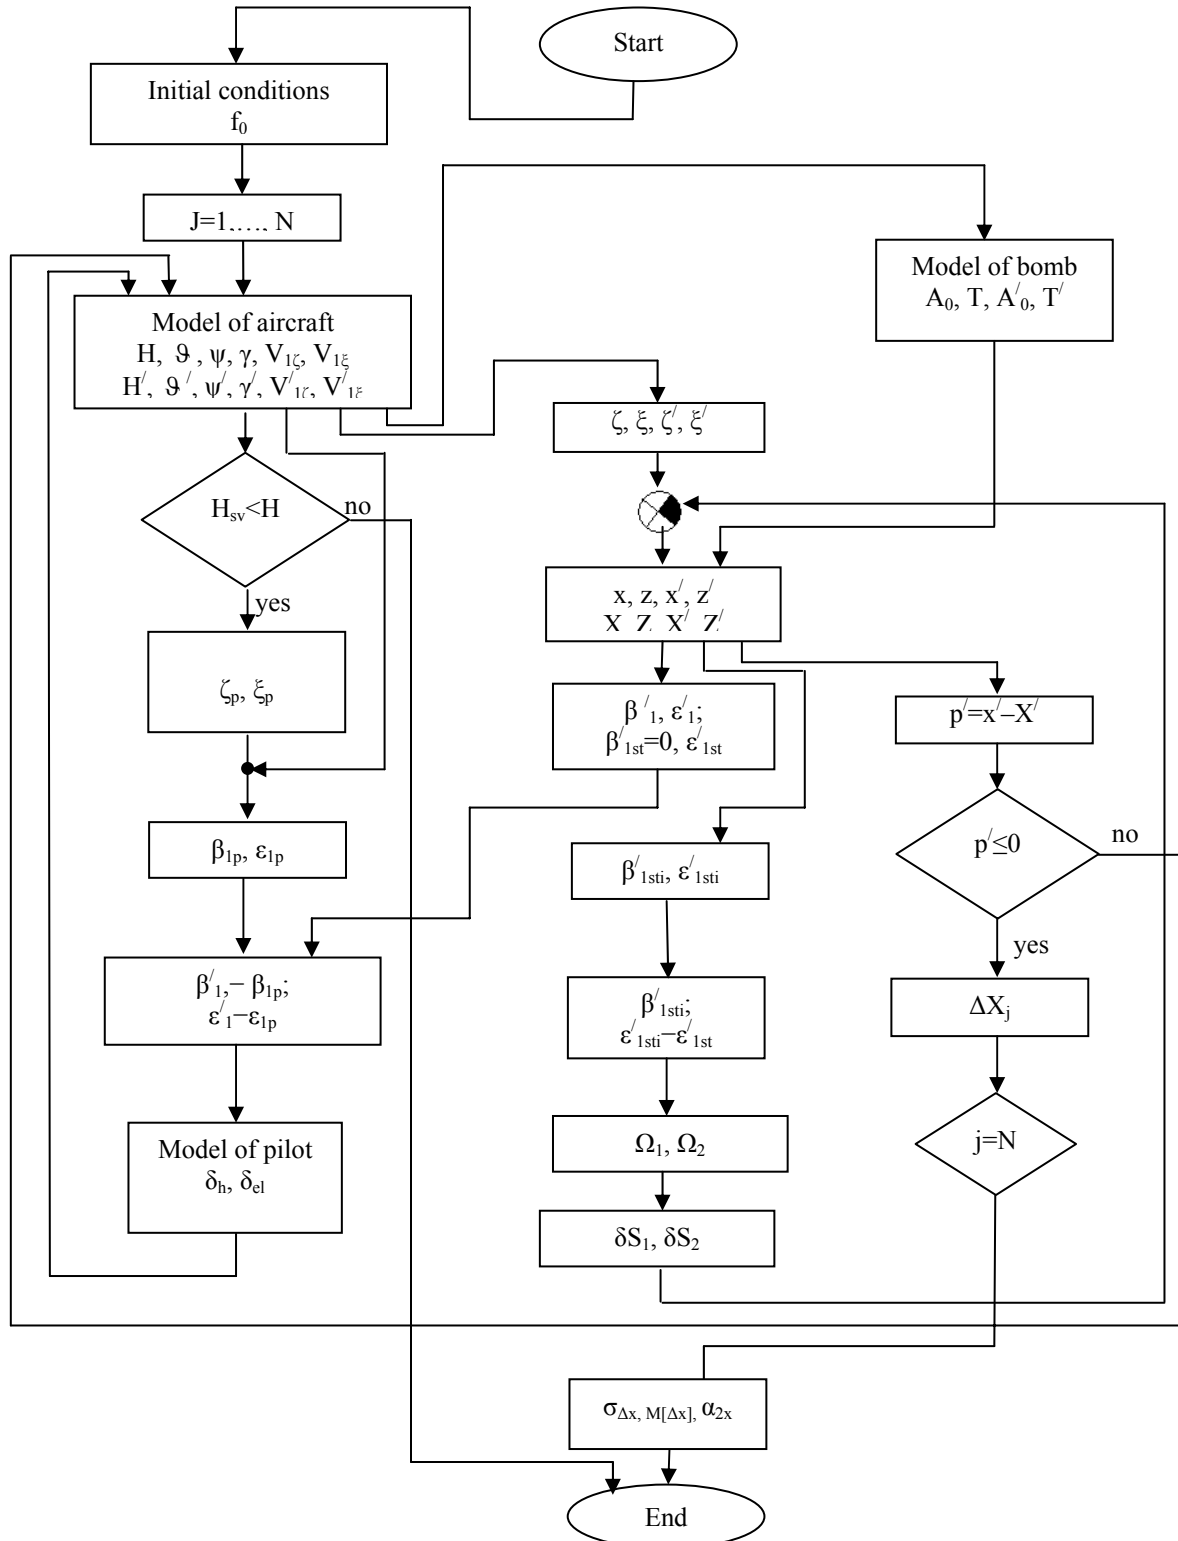 Start
Initial conditions
f₀
J=1,…, N
Model of bomb
A₀, T, A′₀, T′
Model of aircraft
H, ϑ, ψ, γ, V₁ζ, V₁ξ
H′, ϑ′, ψ′, γ′, V′₁ζ, V′₁ξ
ζ, ξ, ζ′, ξ′
Hsv<H
no
yes
x, z, x′, z′
X Z X′ Z′
ζp, ξp
β′₁, ε′₁;
β′₁st=0, ε′₁st
p′=x′–X′
β₁p, ε₁p
p′≤0
no
yes
β′₁sti, ε′₁sti
β′₁,– β₁p;
ε′₁–ε₁p
β′₁sti;
ε′₁sti–ε′₁st
ΔXj
Model of pilot
δh, δel
Ω₁, Ω₂
j=N
δS₁, δS₂
σΔx, M[Δx], α₂x
End